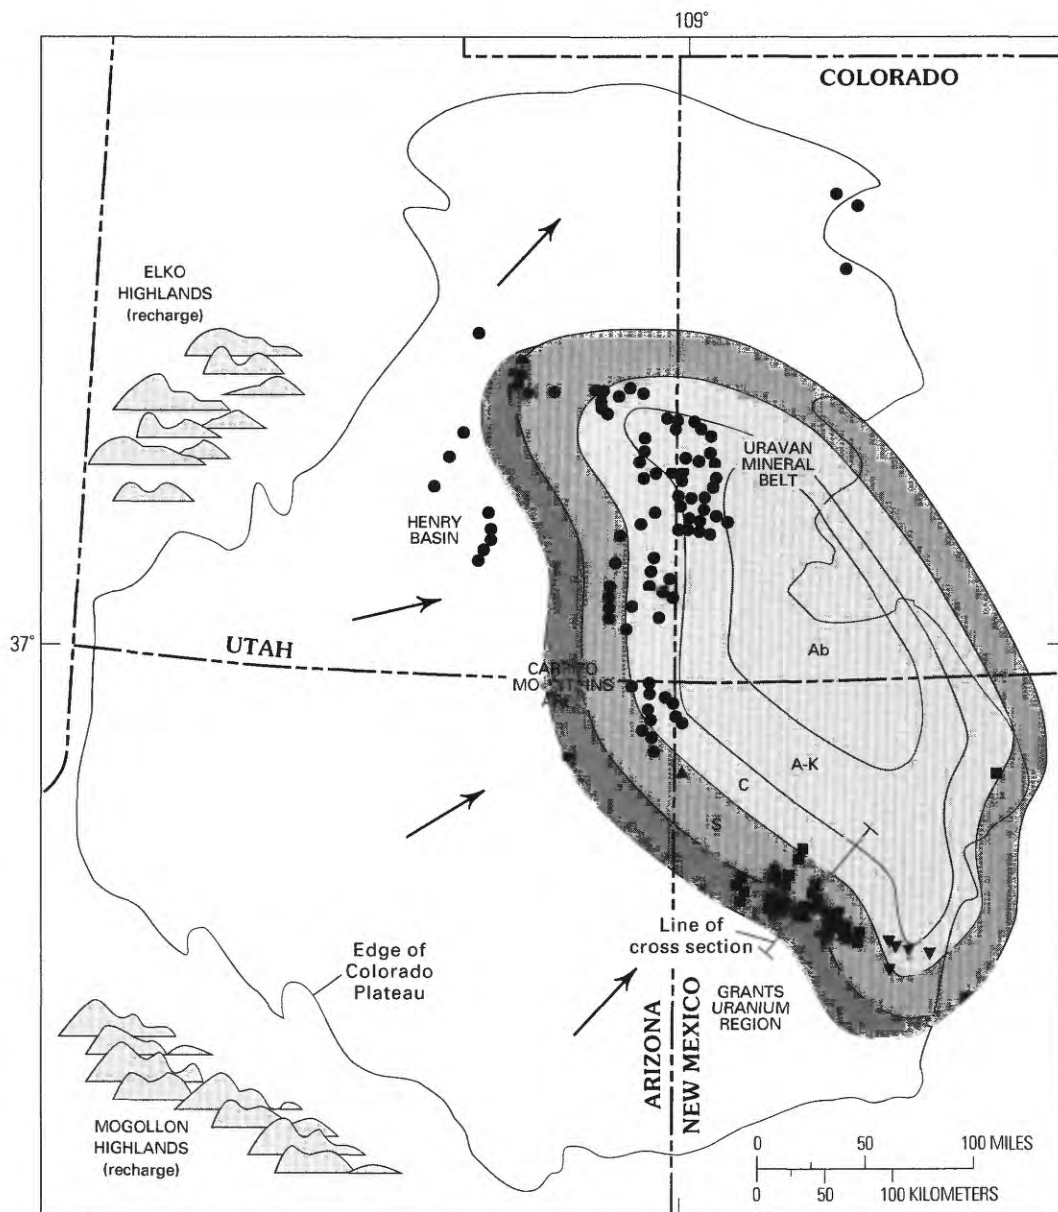 109°
COLORADO
ELKO
HIGHLANDS
(recharge)
URAVAN
MINERAL
BELT
HENRY
BASIN
37°
UTAH
Ab
A-K
C
S
Line of
cross section
Edge of
Colorado
Plateau
GRANTS
URANIUM
REGION
ARIZONA
NEW MEXICO
MOGOLLON
HIGHLANDS
(recharge)
0 50 100 MILES
0 50 100 KILOMETERS